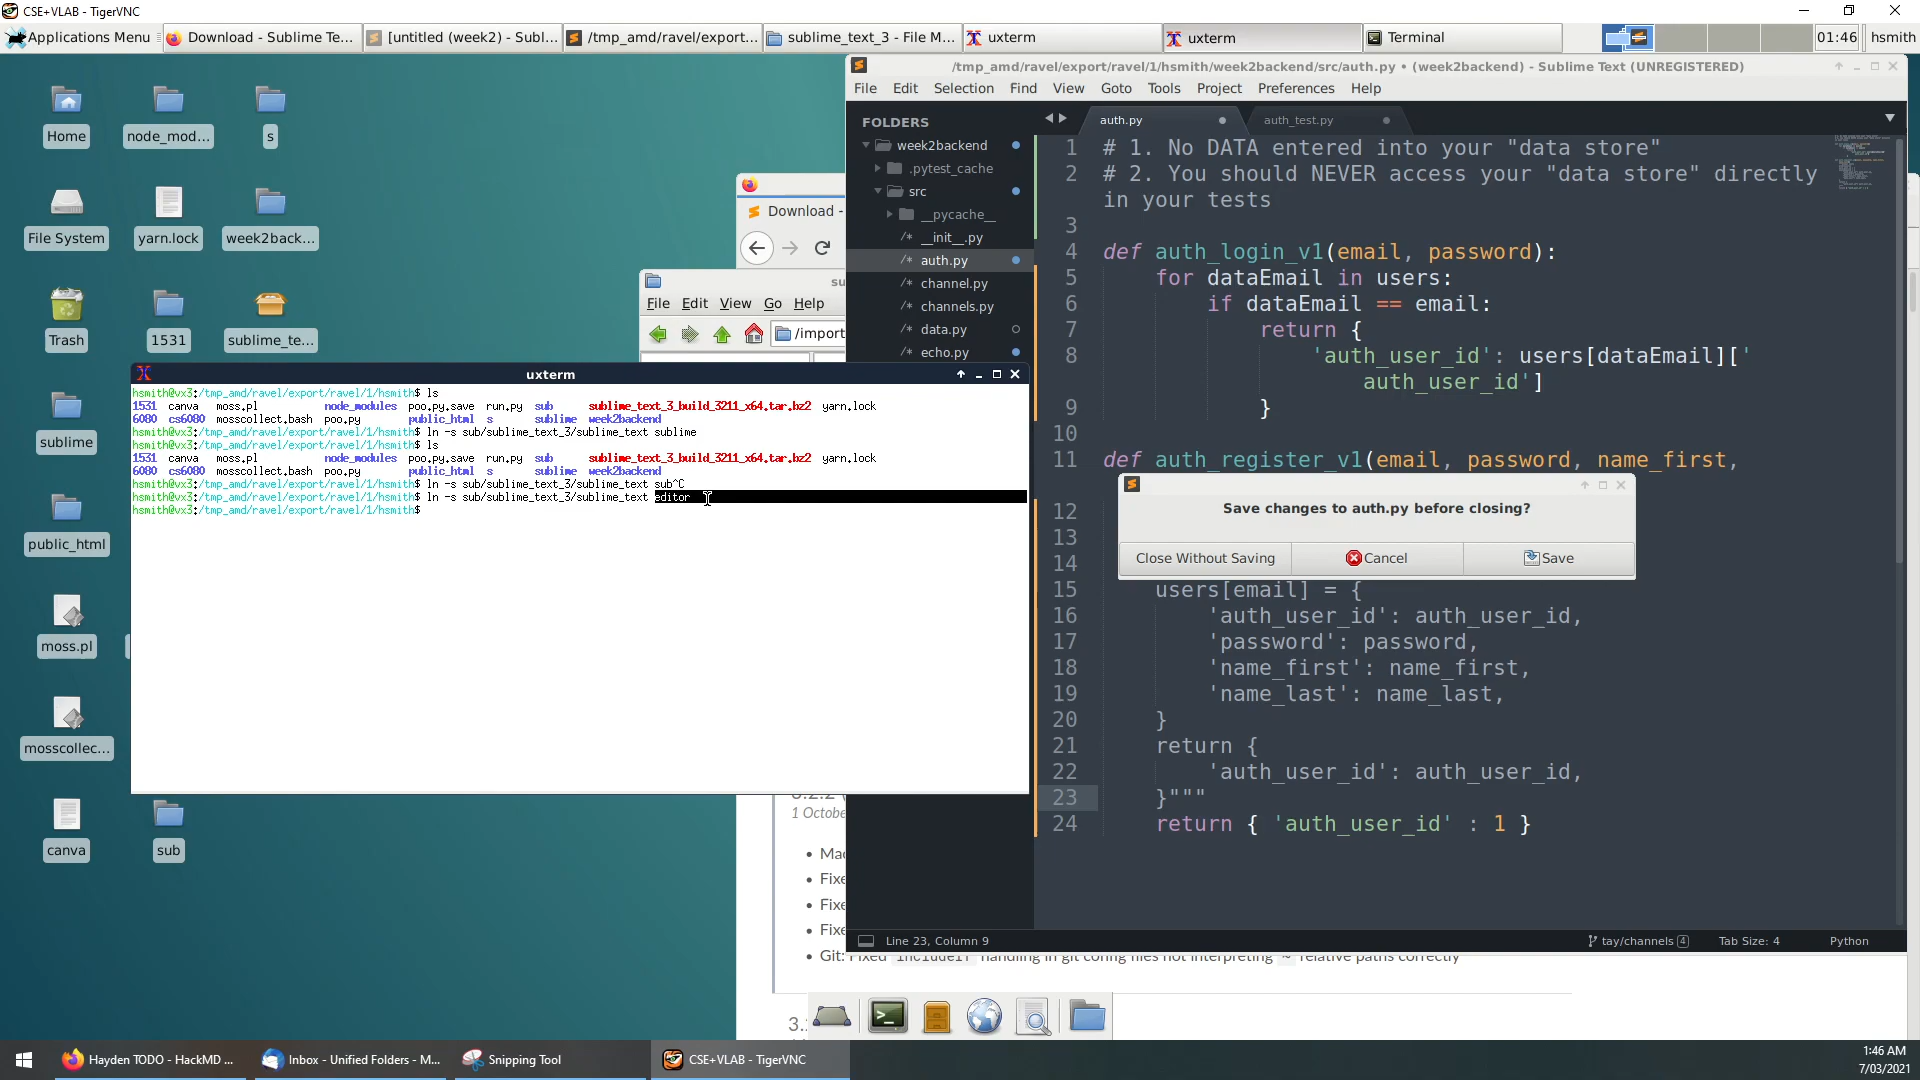 CSE+VLAB - TigerVNC
Applications Menu
Download - Sublime Te...
[untitled (week2) - Subl...
/tmp_amd/ravel/export...
sublime_text_3 - File M...
uxterm
uxterm
Terminal
01:46
hsmith
Home
node_mod...
s
File System
yarn.lock
week2back...
Trash
1531
sublime_te...
sublime
public_html
moss.pl
mosscollec...
canva
sub
Download -
su
File Edit View Go Help
/import
uxterm
hsmith@vx3:/tmp_amd/ravel/export/ravel/1/hsmith$ ls
1531 canva moss.pl node_modules poo.py.save run.py sub sublime_text_3_build_3211_x64.tar.bz2 yarn.lock
6080 cs6080 mosscollect.bash poo.py public_html s sublime week2backend
hsmith@vx3:/tmp_amd/ravel/export/ravel/1/hsmith$ ln -s sub/sublime_text_3/sublime_text sublime
hsmith@vx3:/tmp_amd/ravel/export/ravel/1/hsmith$ ls
1531 canva moss.pl node_modules poo.py.save run.py sub sublime_text_3_build_3211_x64.tar.bz2 yarn.lock
6080 cs6080 mosscollect.bash poo.py public_html s sublime week2backend
hsmith@vx3:/tmp_amd/ravel/export/ravel/1/hsmith$ ln -s sub/sublime_text_3/sublime_text sub^C
hsmith@vx3:/tmp_amd/ravel/export/ravel/1/hsmith$ ln -s sub/sublime_text_3/sublime_text editor
hsmith@vx3:/tmp_amd/ravel/export/ravel/1/hsmith$
/tmp_amd/ravel/export/ravel/1/hsmith/week2backend/src/auth.py • (week2backend) - Sublime Text (UNREGISTERED)
File Edit Selection Find View Goto Tools Project Preferences Help
FOLDERS
week2backend
.pytest_cache
src
__pycache__
/* __init__.py
/* auth.py
/* channel.py
/* channels.py
/* data.py
/* echo.py
auth.py
auth_test.py
1 # 1. No DATA entered into your "data store"
2 # 2. You should NEVER access your "data store" directly
in your tests
3
4 def auth_login_v1(email, password):
5 for dataEmail in users:
6 if dataEmail == email:
7 return {
8 'auth_user_id': users[dataEmail]['
auth_user_id']
9 }
10
11 def auth_register_v1(email, password, name_first,
12
13
14
15 users[email] = {
16 'auth_user_id': auth_user_id,
17 'password': password,
18 'name_first': name_first,
19 'name_last': name_last,
20 }
21 return {
22 'auth_user_id': auth_user_id,
23 }"""
24 return { 'auth_user_id' : 1 }
Save changes to auth.py before closing?
Close Without Saving
Cancel
Save
Line 23, Column 9
tay/channels 4
Tab Size: 4
Python
1 Octobe
• Ma
• Fixe
• Fixe
• Fixe
• Git: Fixed includeIf handling in git config files not interpreting ~ relative paths correctly
3.
Hayden TODO - HackMD ...
Inbox - Unified Folders - M...
Snipping Tool
CSE+VLAB - TigerVNC
1:46 AM
7/03/2021